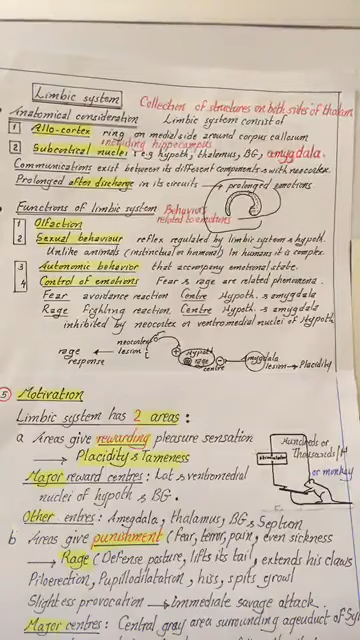 Limbic system
Collection of structures on both sides of thalam
Anatomical consideration Limbic system consist of
1 Allo-cortex ring on medial side around corpus callosum
including hippocampus
2 Subcortical nuclei e.g hypoth, thalamus, BG, amygdala.
Communications exist between its different components & with neocortex.
Prolonged after discharge in its circuits → prolonged emotions
Functions of limbic system Behaviors related to emotions
1 Olfaction
2 Sexual behaviour reflex regulated by limbic system & hypoth.
Unlike animals (instinctual or hormonal) In humans it is complex.
3 Autonomic behavior that accompany emotional state.
4 Control of emotions Fear & rage are related phenomena.
Fear avoidance reaction Centre Hypoth. & amygdala
Rage Fighting reaction, Centre Hypoth. & amygdala
inhibited by neocortex or ventromedial nuclei of Hypoth
neocortex
rage response ← lesion
+ Hypoth rage centre −
amygdala
lesion → Placidity
5 Motivation
Limbic system has 2 areas:
a Areas give rewarding pleasure sensation
→ Placidity & Tameness
Hundreds or
Thousands/H
or monkey
Major reward centres: Lat & ventromedial
nuclei of hypoth & BG.
Other entres: Amegdala, thalamus, BG & Septum
b Areas give punishment (Fear, terror, pain, even sickness
→ Rage (Defense posture, lifts its tail, extends his claws
Piloerection, Pupillodilatation, hiss, spits growl
Slightess provocation → immediate savage attack.
Major centres: Central gray area surrounding aqeuduct of Sylv